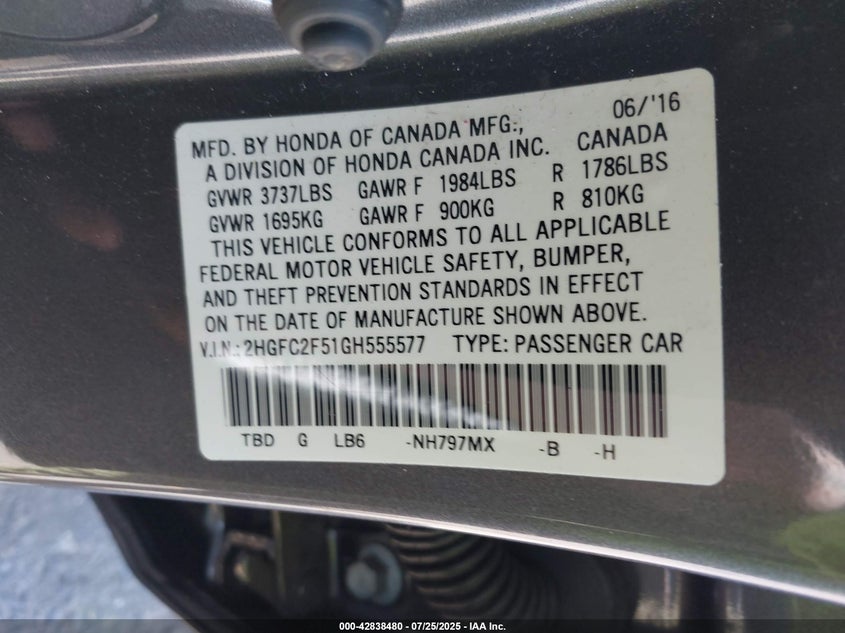 06/'16
MFD. BY HONDA OF CANADA MFG., CANADA
A DIVISION OF HONDA CANADA INC.
GVWR 3737LBS GAWR F 1984LBS R 1786LBS
GVWR 1695KG GAWR F 900KG R 810KG
THIS VEHICLE CONFORMS TO ALL APPLICABLE
FEDERAL MOTOR VEHICLE SAFETY, BUMPER,
AND THEFT PREVENTION STANDARDS IN EFFECT
ON THE DATE OF MANUFACTURE SHOWN ABOVE.
V.I.N.: 2HGFC2F51GH555577 TYPE: PASSENGER CAR
TBD G LB6 -NH797MX -B -H
000-42838480 - 07/25/2025 - IAA Inc.